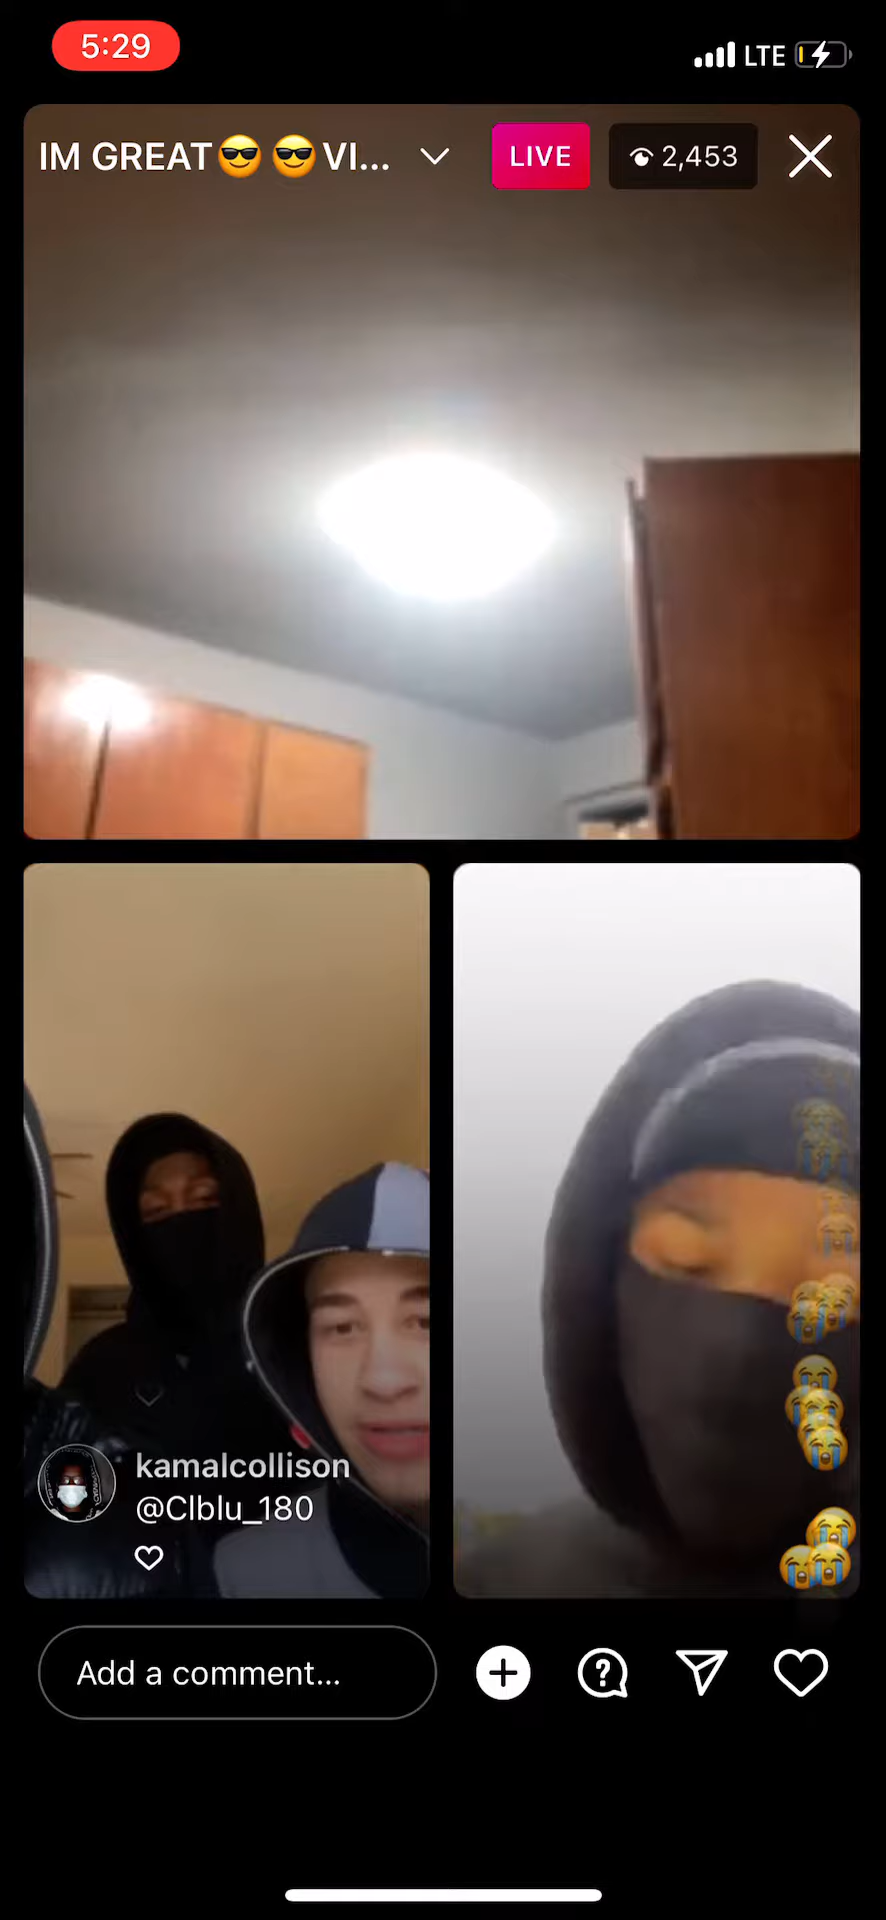 5:29
LTE
IM GREAT😎 😎 VI...
LIVE
2,453
kamalcollison
@Clblu_180
Add a comment...